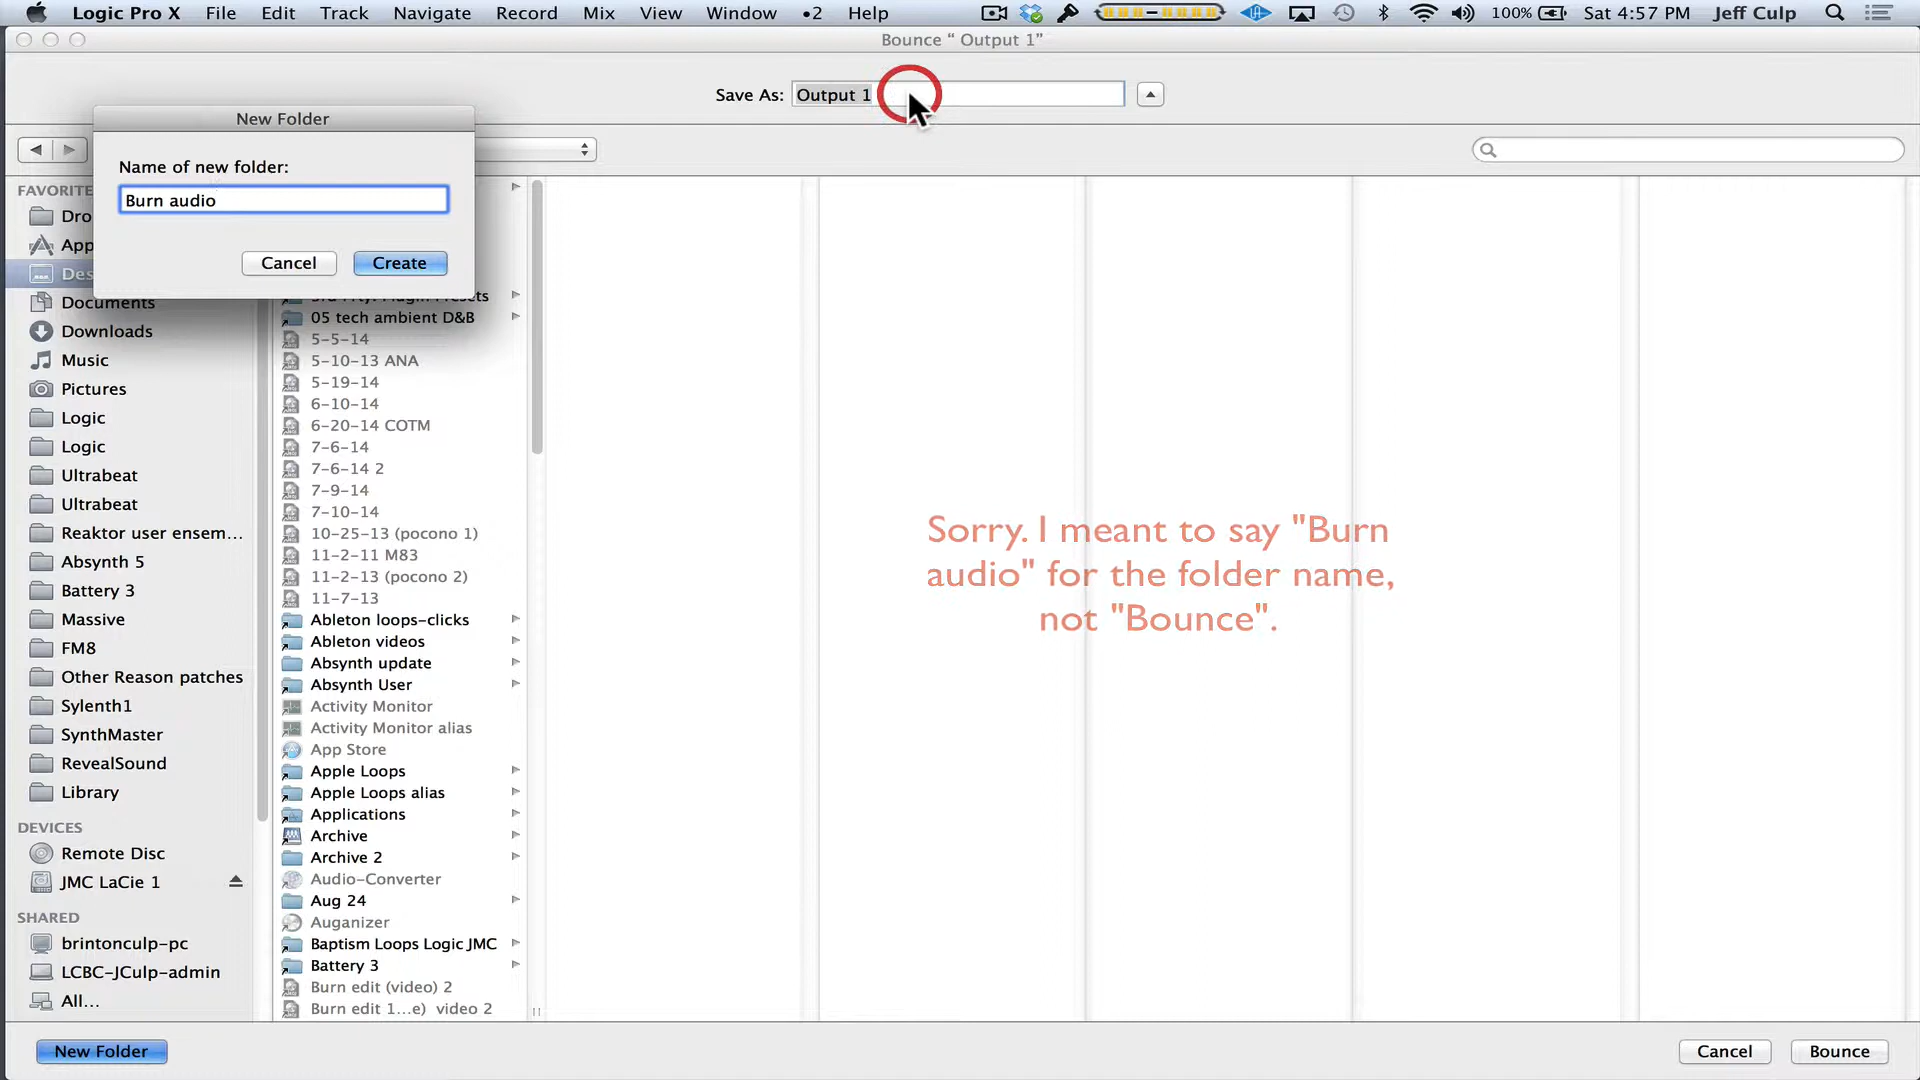 Logic Pro X File Edit Track Navigate Record Mix View Window •2 Help 100% Sat 4:57 PM Jeff Culp
Bounce “ Output 1”
Save As: Output 1
New Folder
Name of new folder:
Burn audio
Cancel Create
FAVORITE
Dro
App
Des
Documents
Downloads
Music
Pictures
Logic
Logic
Ultrabeat
Ultrabeat
Reaktor user ensem...
Absynth 5
Battery 3
Massive
FM8
Other Reason patches
Sylenth1
SynthMaster
RevealSound
Library
DEVICES
Remote Disc
JMC LaCie 1
SHARED
brintonculp-pc
LCBC-JCulp-admin
All...
05 tech ambient D&B
5-5-14
5-10-13 ANA
5-19-14
6-10-14
6-20-14 COTM
7-6-14
7-6-14 2
7-9-14
7-10-14
10-25-13 (pocono 1)
11-2-11 M83
11-2-13 (pocono 2)
11-7-13
Ableton loops-clicks
Ableton videos
Absynth update
Absynth User
Activity Monitor
Activity Monitor alias
App Store
Apple Loops
Apple Loops alias
Applications
Archive
Archive 2
Audio-Converter
Aug 24
Auganizer
Baptism Loops Logic JMC
Battery 3
Burn edit (video) 2
Burn edit 1...e) video 2
Sorry. I meant to say "Burn
audio" for the folder name,
not "Bounce".
New Folder Cancel Bounce